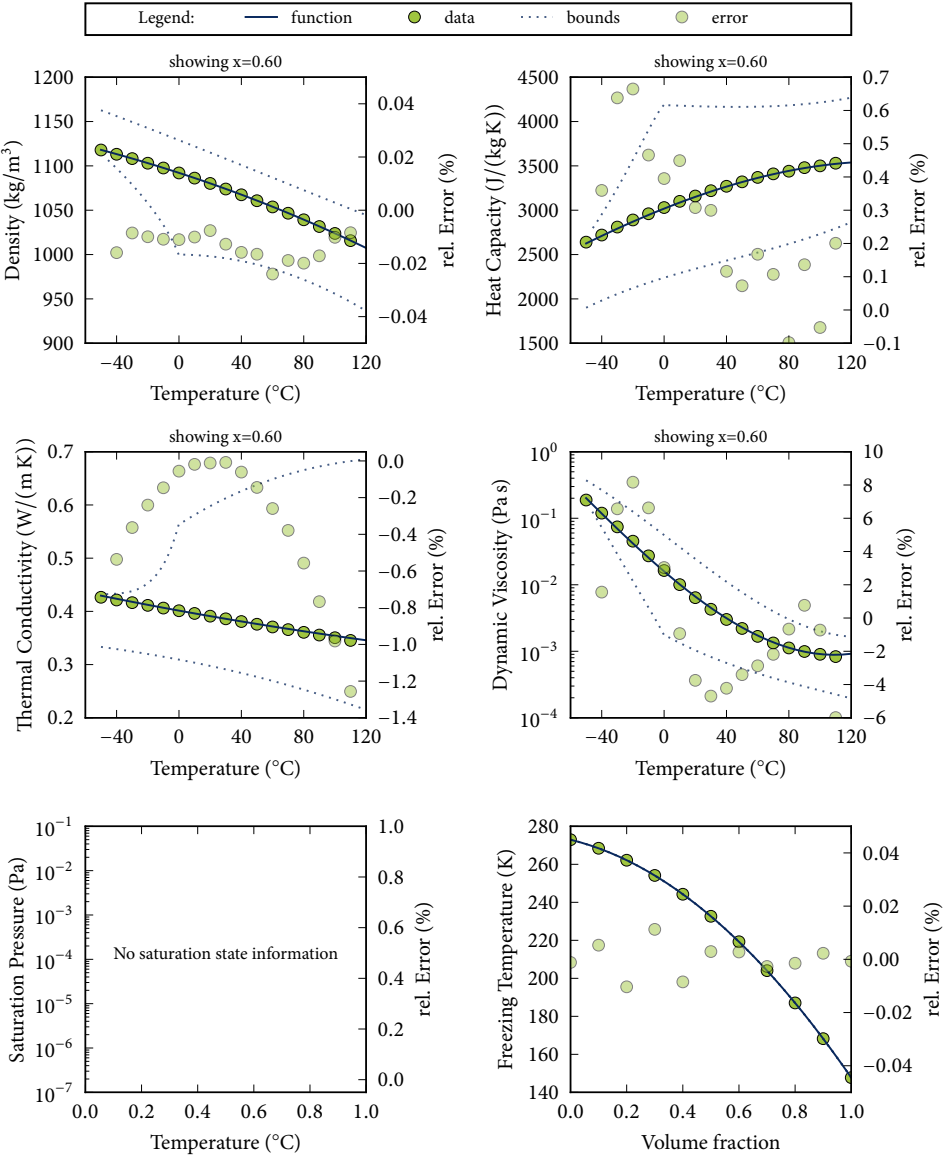 Legend: function data bounds error
showing x=0.60
1200
1150
1100
1050
1000
950
900
Density (kg/m³)
0.04
0.02
0.00
−0.02
−0.04
rel. Error (%)
−40 0 40 80 120
Temperature (°C)
showing x=0.60
4500
4000
3500
3000
2500
2000
1500
Heat Capacity (J/(kg K))
0.7
0.6
0.5
0.4
0.3
0.2
0.1
0.0
−0.1
rel. Error (%)
−40 0 40 80 120
Temperature (°C)
showing x=0.60
0.7
0.6
0.5
0.4
0.3
0.2
Thermal Conductivity (W/(m K))
0.0
−0.2
−0.4
−0.6
−0.8
−1.0
−1.2
−1.4
rel. Error (%)
−40 0 40 80 120
Temperature (°C)
showing x=0.60
10⁰
10⁻¹
10⁻²
10⁻³
10⁻⁴
Dynamic Viscosity (Pa s)
10
8
6
4
2
0
−2
−4
−6
rel. Error (%)
−40 0 40 80 120
Temperature (°C)
10⁻¹
10⁻²
10⁻³
10⁻⁴
10⁻⁵
10⁻⁶
10⁻⁷
Saturation Pressure (Pa)
No saturation state information
1.0
0.8
0.6
0.4
0.2
0.0
rel. Error (%)
0.0 0.2 0.4 0.6 0.8 1.0
Temperature (°C)
280
260
240
220
200
180
160
140
Freezing Temperature (K)
0.04
0.02
0.00
−0.02
−0.04
rel. Error (%)
0.0 0.2 0.4 0.6 0.8 1.0
Volume fraction